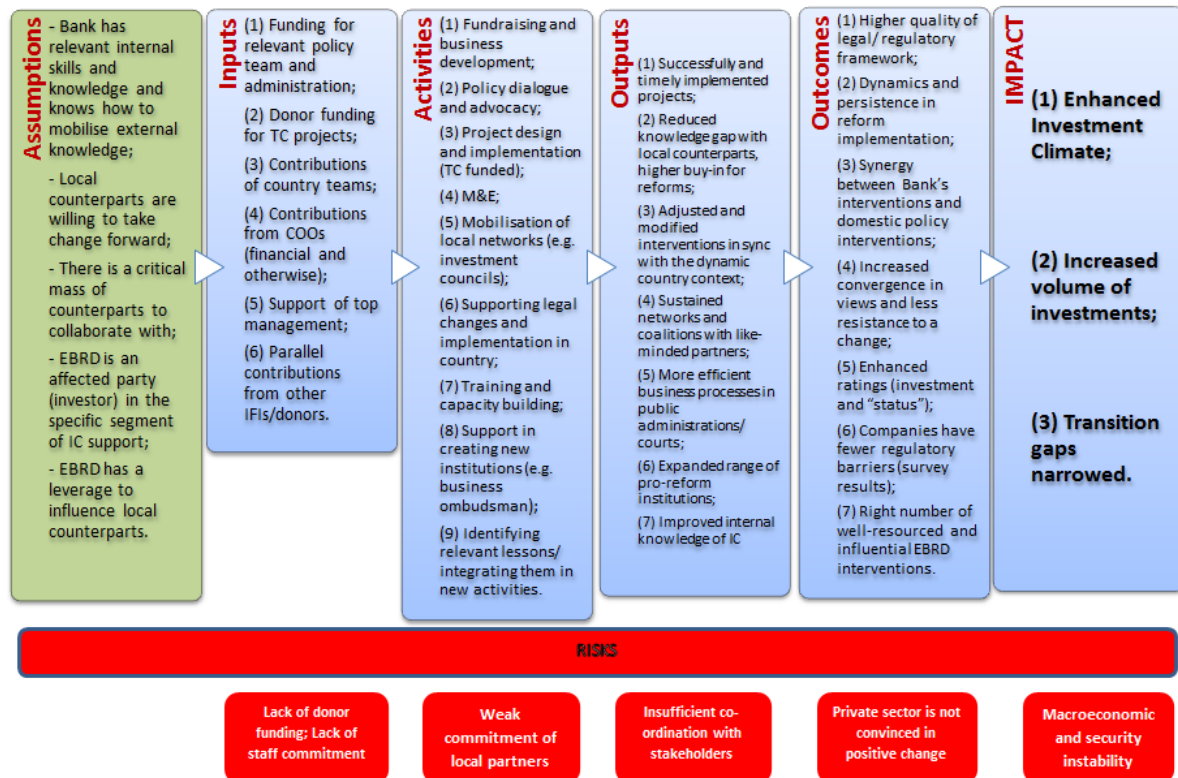 Assumptions
- Bank has
relevant internal
skills and
knowledge and
knows how to
mobilise external
knowledge;
- Local
counterparts are
willing to take
change forward;
- There is a critical
mass of
counterparts to
collaborate with;
- EBRD is an
affected party
(investor) in the
specific segment
of IC support;
- EBRD has a
leverage to
influence local
counterparts.
Inputs
(1) Funding for
relevant policy
team and
administration;
(2) Donor funding
for TC projects;
(3) Contributions
of country teams;
(4) Contributions
from COOs
(financial and
otherwise);
(5) Support of top
management;
(6) Parallel
contributions
from other
IFIs/donors.
Activities
(1) Fundraising and
business
development;
(2) Policy dialogue
and advocacy;
(3) Project design
and implementation
(TC funded);
(4) M&E;
(5) Mobilisation of
local networks (e.g.
investment
councils);
(6) Supporting legal
changes and
implementation in
country;
(7) Training and
capacity building;
(8) Support in
creating new
institutions (e.g.
business
ombudsman);
(9) Identifying
relevant lessons/
integrating them in
new activities.
Outputs
(1) Successfully and
timely implemented
projects;
(2) Reduced
knowledge gap with
local counterparts,
higher buy-in for
reforms;
(3) Adjusted and
modified
interventions in sync
with the dynamic
country context;
(4) Sustained
networks and
coalitions with like-
minded partners;
(5) More efficient
business processes in
public
administrations/
courts;
(6) Expanded range of
pro-reform
institutions;
(7) Improved internal
knowledge of IC
Outcomes
(1) Higher quality of
legal/ regulatory
framework;
(2) Dynamics and
persistence in
reform
implementation;
(3) Synergy
between Bank's
interventions and
domestic policy
interventions;
(4) Increased
convergence in
views and less
resistance to a
change;
(5) Enhanced
ratings (investment
and "status");
(6) Companies have
fewer regulatory
barriers (survey
results);
(7) Right number of
well-resourced and
influential EBRD
interventions.
IMPACT
(1) Enhanced
Investment
Climate;
(2) Increased
volume of
investments;
(3) Transition
gaps
narrowed.
RISKS
Lack of donor
funding; Lack of
staff commitment
Weak
commitment of
local partners
Insufficient co-
ordination with
stakeholders
Private sector is not
convinced in
positive change
Macroeconomic
and security
instability